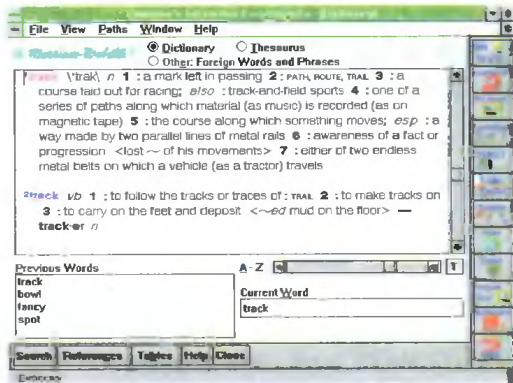 File View Paths Window Help
Merriam-Webster
Dictionary Thesaurus
Other: Foreign Words and Phrases
track \'trak\ n 1 : a mark left in passing 2 : PATH, ROUTE, TRAIL 3 : a
course laid out for racing; also : track-and-field sports 4 : one of a
series of paths along which material (as music) is recorded (as on
magnetic tape) 5 : the course along which something moves; esp : a
way made by two parallel lines of metal rails 6 : awareness of a fact or
progression <lost ~ of his movements> 7 : either of two endless
metal belts on which a vehicle (as a tractor) travels
2track vb 1 : to follow the tracks or traces of : TRAIL 2 : to make tracks on
3 : to carry on the feet and deposit <~ed mud on the floor> —
track·er n
Previous Words
A - Z
T
track
bowl
fancy
spot
Current Word
track
Search References Tables Help Close
Express